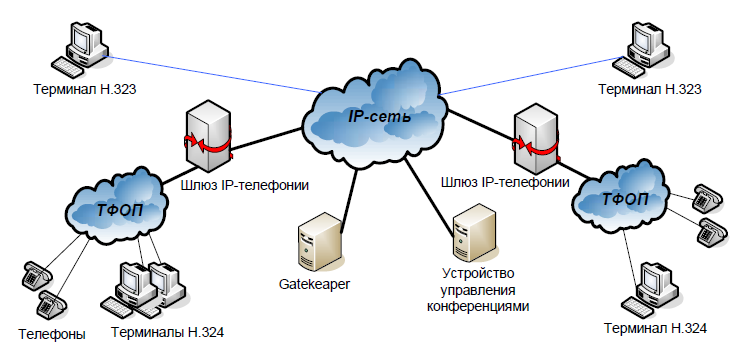 Терминал H.323
Терминал H.323
IP-сеть
Шлюз IP-телефонии
Шлюз IP-телефонии
ТФОП
ТФОП
Gatekeaper
Устройство
управления
конференциями
Телефоны
Терминалы H.324
Терминал H.324